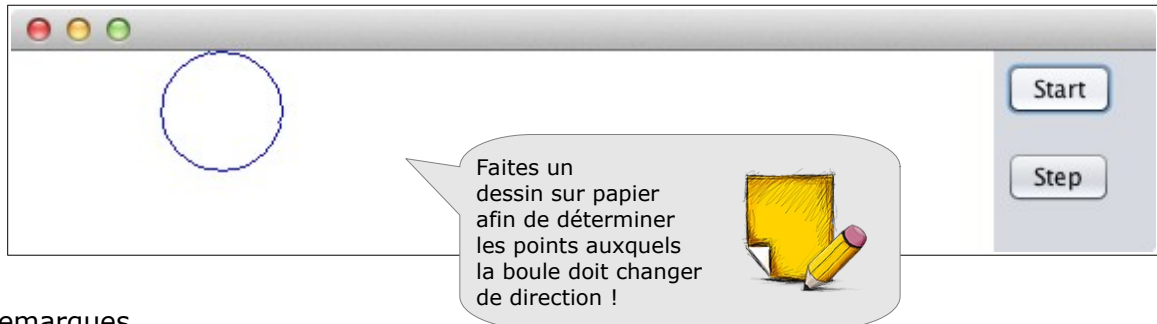 Start
Step
Faites un
dessin sur papier
afin de déterminer
les points auxquels
la boule doit changer
de direction !
emarques